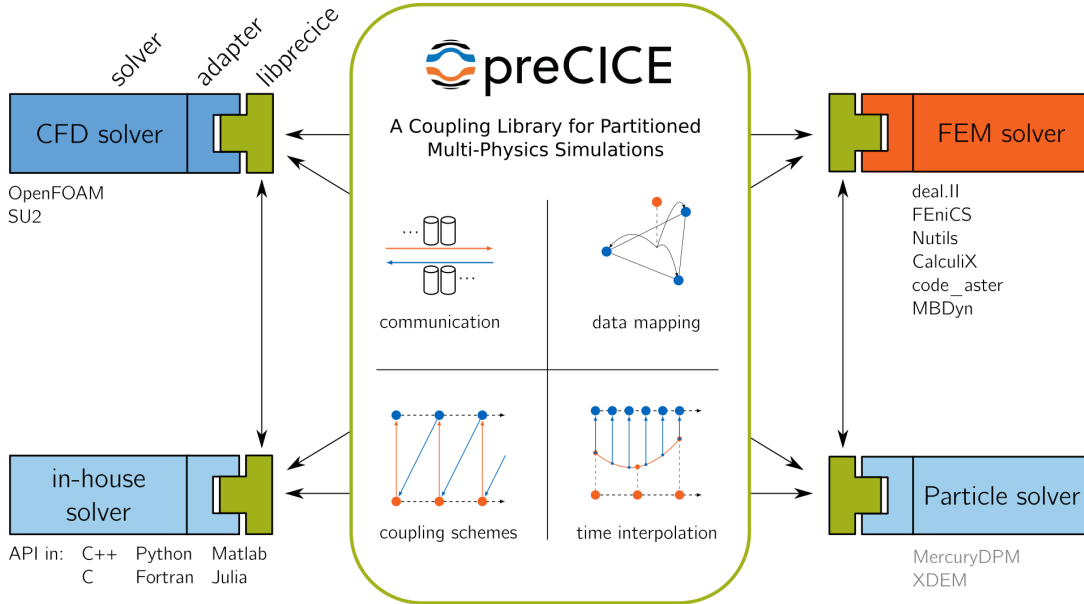 solver
adapter
libprecice
CFD solver
OpenFOAM
SU2
preCICE
A Coupling Library for Partitioned
Multi-Physics Simulations
...
...
communication
data mapping
coupling schemes
time interpolation
FEM solver
deal.II
FEniCS
Nutils
CalculiX
code_aster
MBDyn
in-house
solver
API in: C++ Python Matlab
C Fortran Julia
Particle solver
MercuryDPM
XDEM